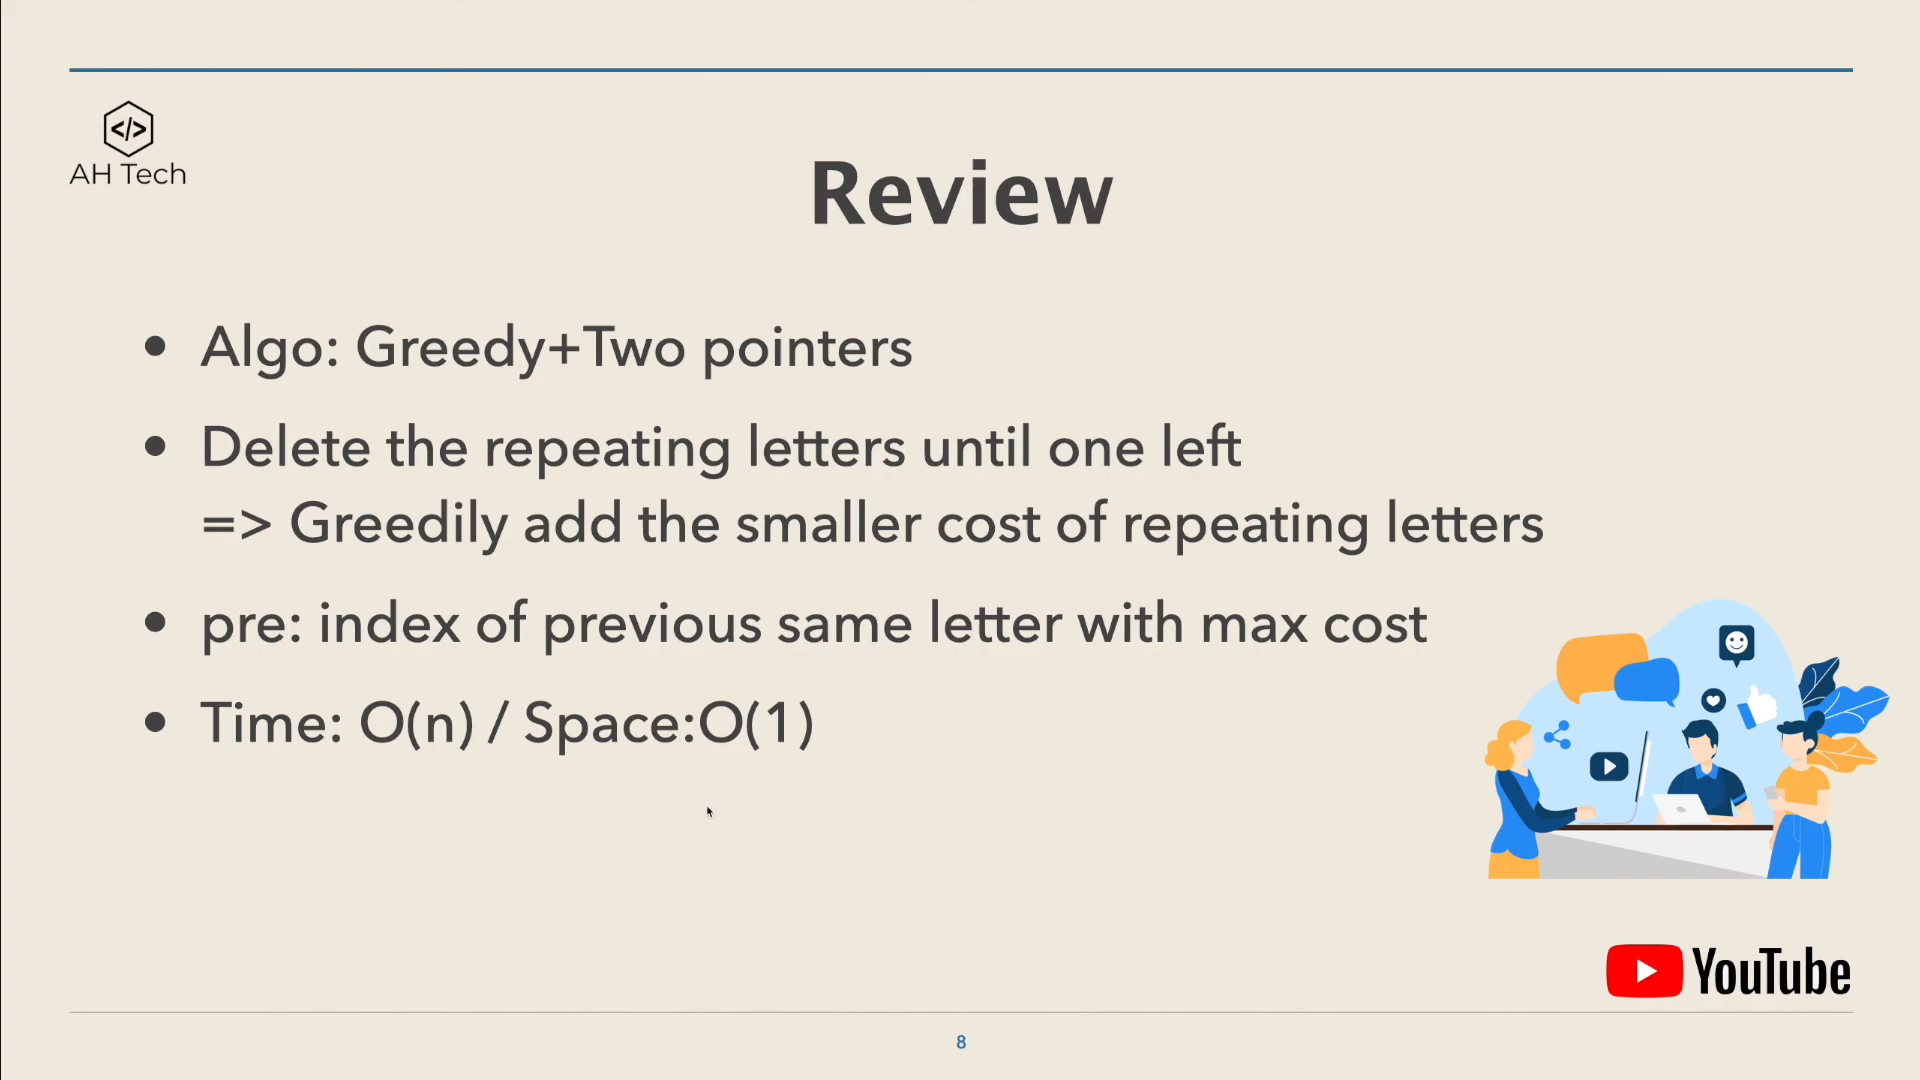 </>
AH Tech
Review
• Algo: Greedy+Two pointers
• Delete the repeating letters until one left
=> Greedily add the smaller cost of repeating letters
• pre: index of previous same letter with max cost
• Time: O(n) / Space:O(1)
YouTube
8